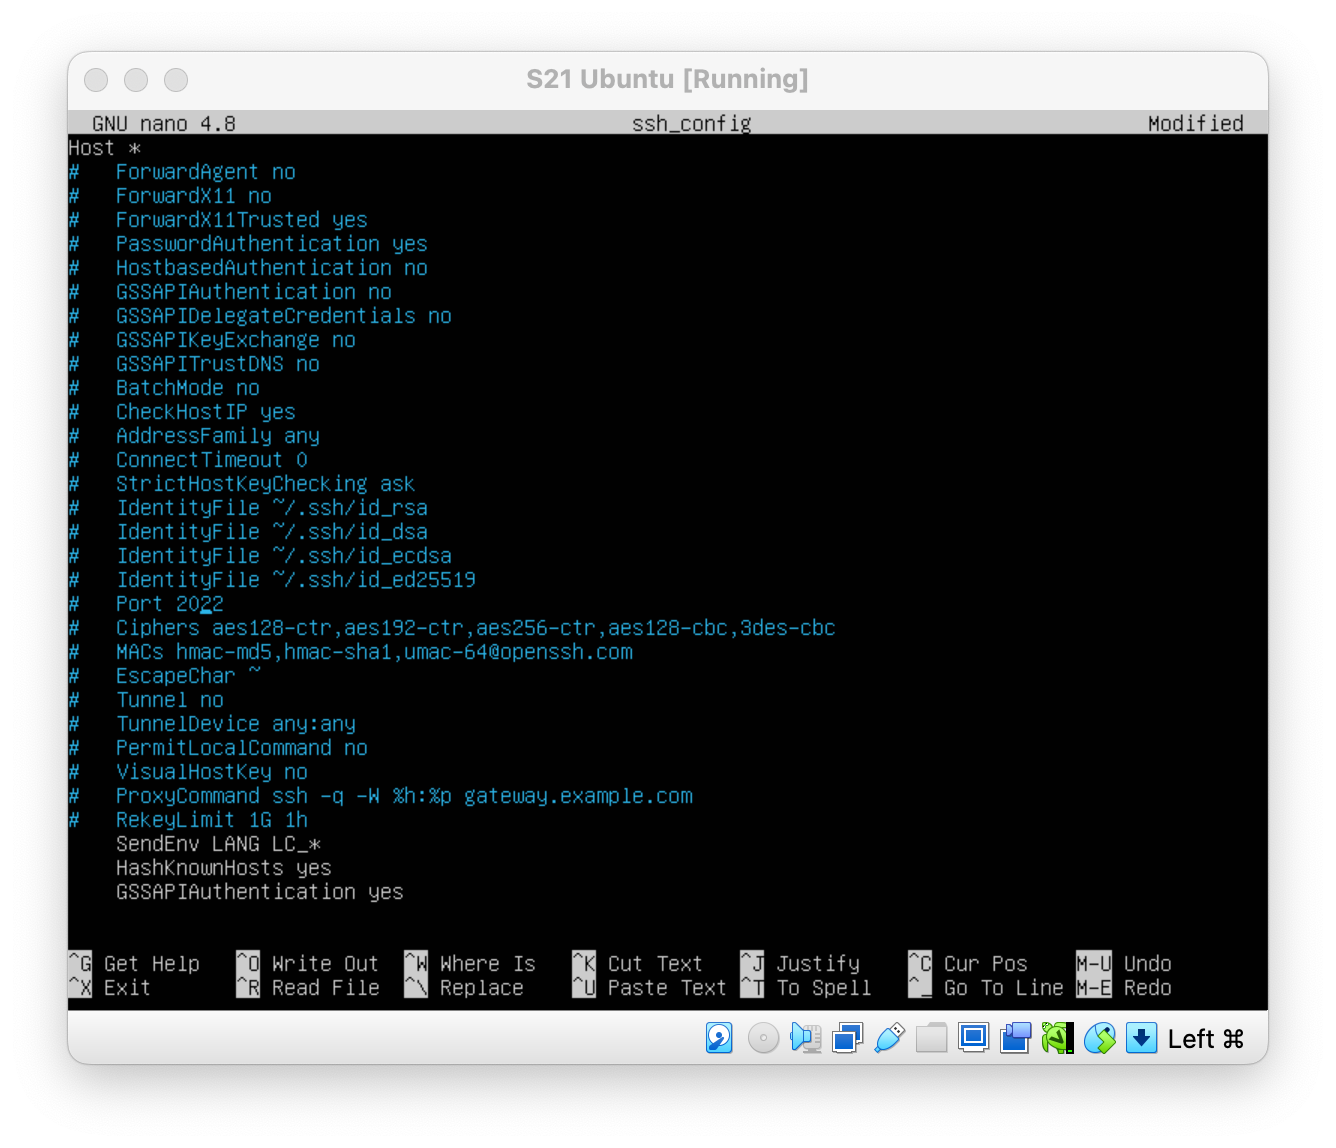 S21 Ubuntu [Running]
GNU nano 4.8 ssh_config Modified
Host *
# ForwardAgent no
# ForwardX11 no
# ForwardX11Trusted yes
# PasswordAuthentication yes
# HostbasedAuthentication no
# GSSAPIAuthentication no
# GSSAPIDelegateCredentials no
# GSSAPIKeyExchange no
# GSSAPITrustDNS no
# BatchMode no
# CheckHostIP yes
# AddressFamily any
# ConnectTimeout 0
# StrictHostKeyChecking ask
# IdentityFile ~/.ssh/id_rsa
# IdentityFile ~/.ssh/id_dsa
# IdentityFile ~/.ssh/id_ecdsa
# IdentityFile ~/.ssh/id_ed25519
# Port 2022
# Ciphers aes128-ctr,aes192-ctr,aes256-ctr,aes128-cbc,3des-cbc
# MACs hmac-md5,hmac-sha1,umac-64@openssh.com
# EscapeChar ~
# Tunnel no
# TunnelDevice any:any
# PermitLocalCommand no
# VisualHostKey no
# ProxyCommand ssh -q -W %h:%p gateway.example.com
# RekeyLimit 1G 1h
SendEnv LANG LC_*
HashKnownHosts yes
GSSAPIAuthentication yes
^G Get Help ^O Write Out ^W Where Is ^K Cut Text ^J Justify ^C Cur Pos M-U Undo
^X Exit ^R Read File ^\ Replace ^U Paste Text ^T To Spell ^_ Go To Line M-E Redo
Left ⌘